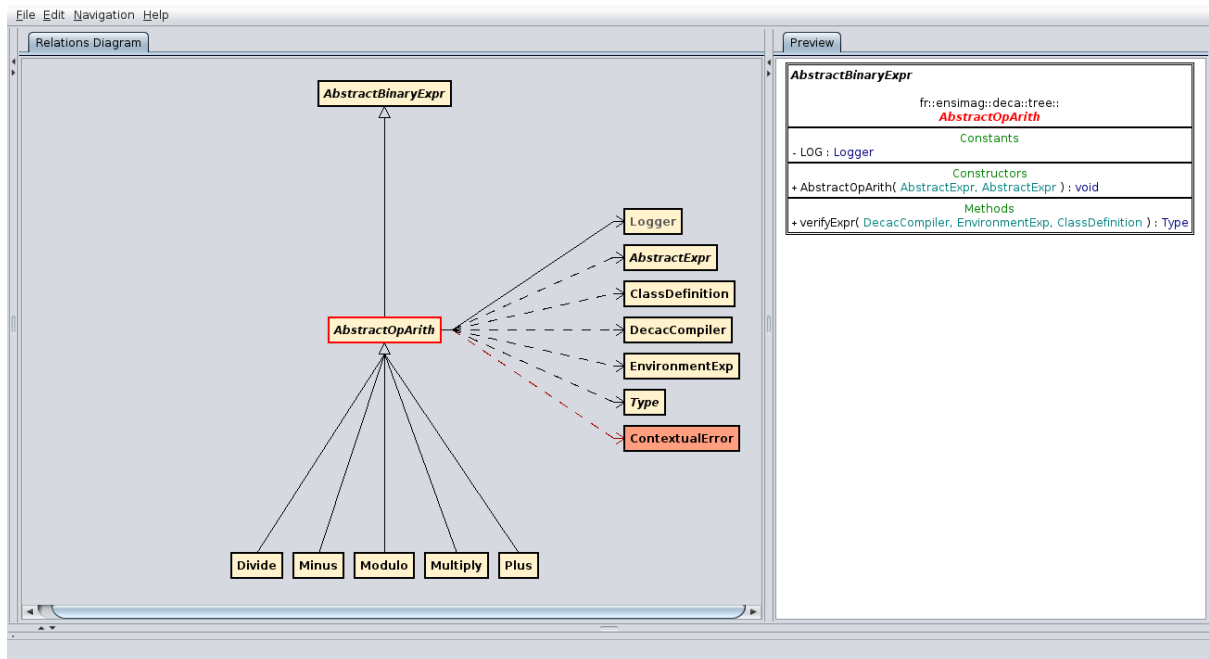 File Edit Navigation Help
Relations Diagram
AbstractBinaryExpr
Logger
AbstractExpr
ClassDefinition
AbstractOpArith
DecacCompiler
EnvironmentExp
Type
ContextualError
Divide Minus Modulo Multiply Plus
Preview
AbstractBinaryExpr
fr::ensimag::deca::tree::
AbstractOpArith
Constants
- LOG : Logger
Constructors
+ AbstractOpArith( AbstractExpr, AbstractExpr ) : void
Methods
+ verifyExpr( DecacCompiler, EnvironmentExp, ClassDefinition ) : Type